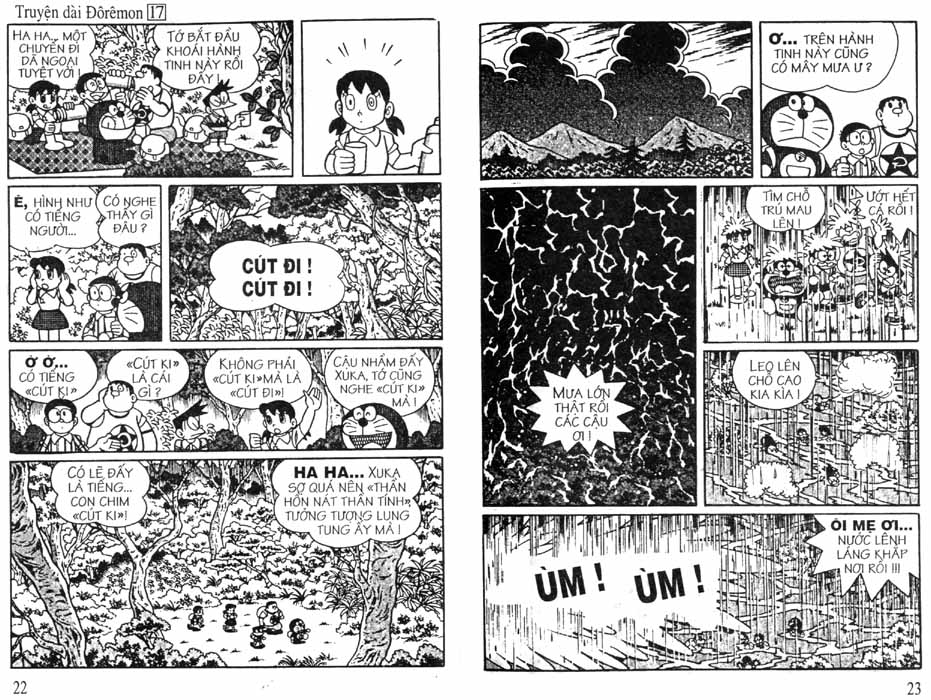 Truyện dài Đôrêmon 17
HA HA... MỘT
CHUYẾN ĐI
DÃ NGOẠI
TUYỆT VỜI !
TỚ BẮT ĐẦU
KHOÁI HÀNH
TINH NÀY RỒI
ĐẤY !
Ê, HÌNH NHƯ
CÓ TIẾNG
NGƯỜI...
CÓ NGHE
THẤY GÌ
ĐÂU ?
CÚT ĐI !
CÚT ĐI !
Ờ Ờ...
CÓ TIẾNG
«CÚT KI»
«CÚT KI»
LÀ CÁI
GÌ ?
KHÔNG PHẢI
«CÚT KI» MÀ LÀ
«CÚT ĐI»!
CẬU NHẦM ĐẤY
XUKA, TỚ CŨNG
NGHE «CÚT KI»
MÀ !
CÓ LẼ ĐẤY
LÀ TIẾNG...
CON CHIM
«CÚT KI»!
HA HA... XUKA
SỢ QUÁ NÊN «THẦN
HỒN NÁT THẦN TÍNH»,
TƯỞNG TƯỢNG LUNG
TUNG ẤY MÀ !
22
Ơ... TRÊN HÀNH
TINH NÀY CŨNG
CÓ MÂY MƯA Ư ?
MƯA LỚN
THẬT RỒI
CÁC CẬU
ƠI !
TÌM CHỖ
TRÚ MAU
LÊN !
ƯỚT HẾT
CẢ RỒI !
LEO LÊN
CHỖ CAO
KIA KÌA !
ÙM !
ÙM !
ÔI MẸ ƠI...
NƯỚC LÊNH
LÁNG KHẮP
NƠI RỒI !!!
23